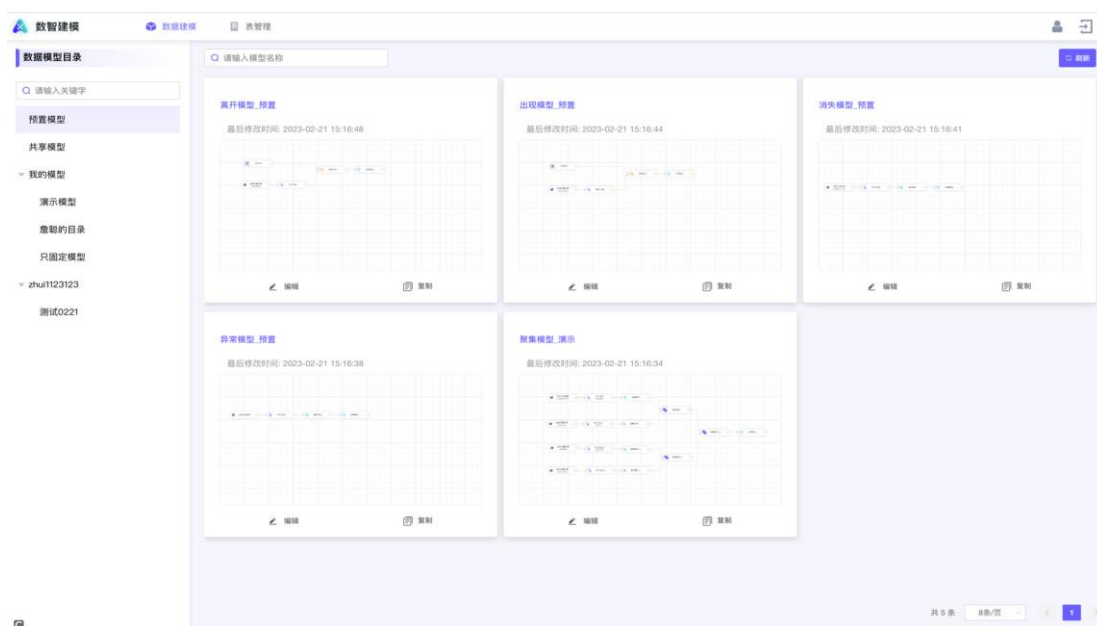 数智建模
数据建模
表管理
数据模型目录
请输入关键字
预置模型
共享模型
我的模型
演示模型
詹聪的目录
只固定模型
zhui1123123
测试0221
请输入模型名称
刷新
离开模型_预置
最后修改时间: 2023-02-21 15:16:48
编辑
复制
出现模型_预置
最后修改时间: 2023-02-21 15:16:44
编辑
复制
消失模型_预置
最后修改时间: 2023-02-21 15:16:41
编辑
复制
异常模型_预置
最后修改时间: 2023-02-21 15:16:38
编辑
复制
聚集模型_演示
最后修改时间: 2023-02-21 15:16:34
编辑
复制
共 5 条
8条/页
1